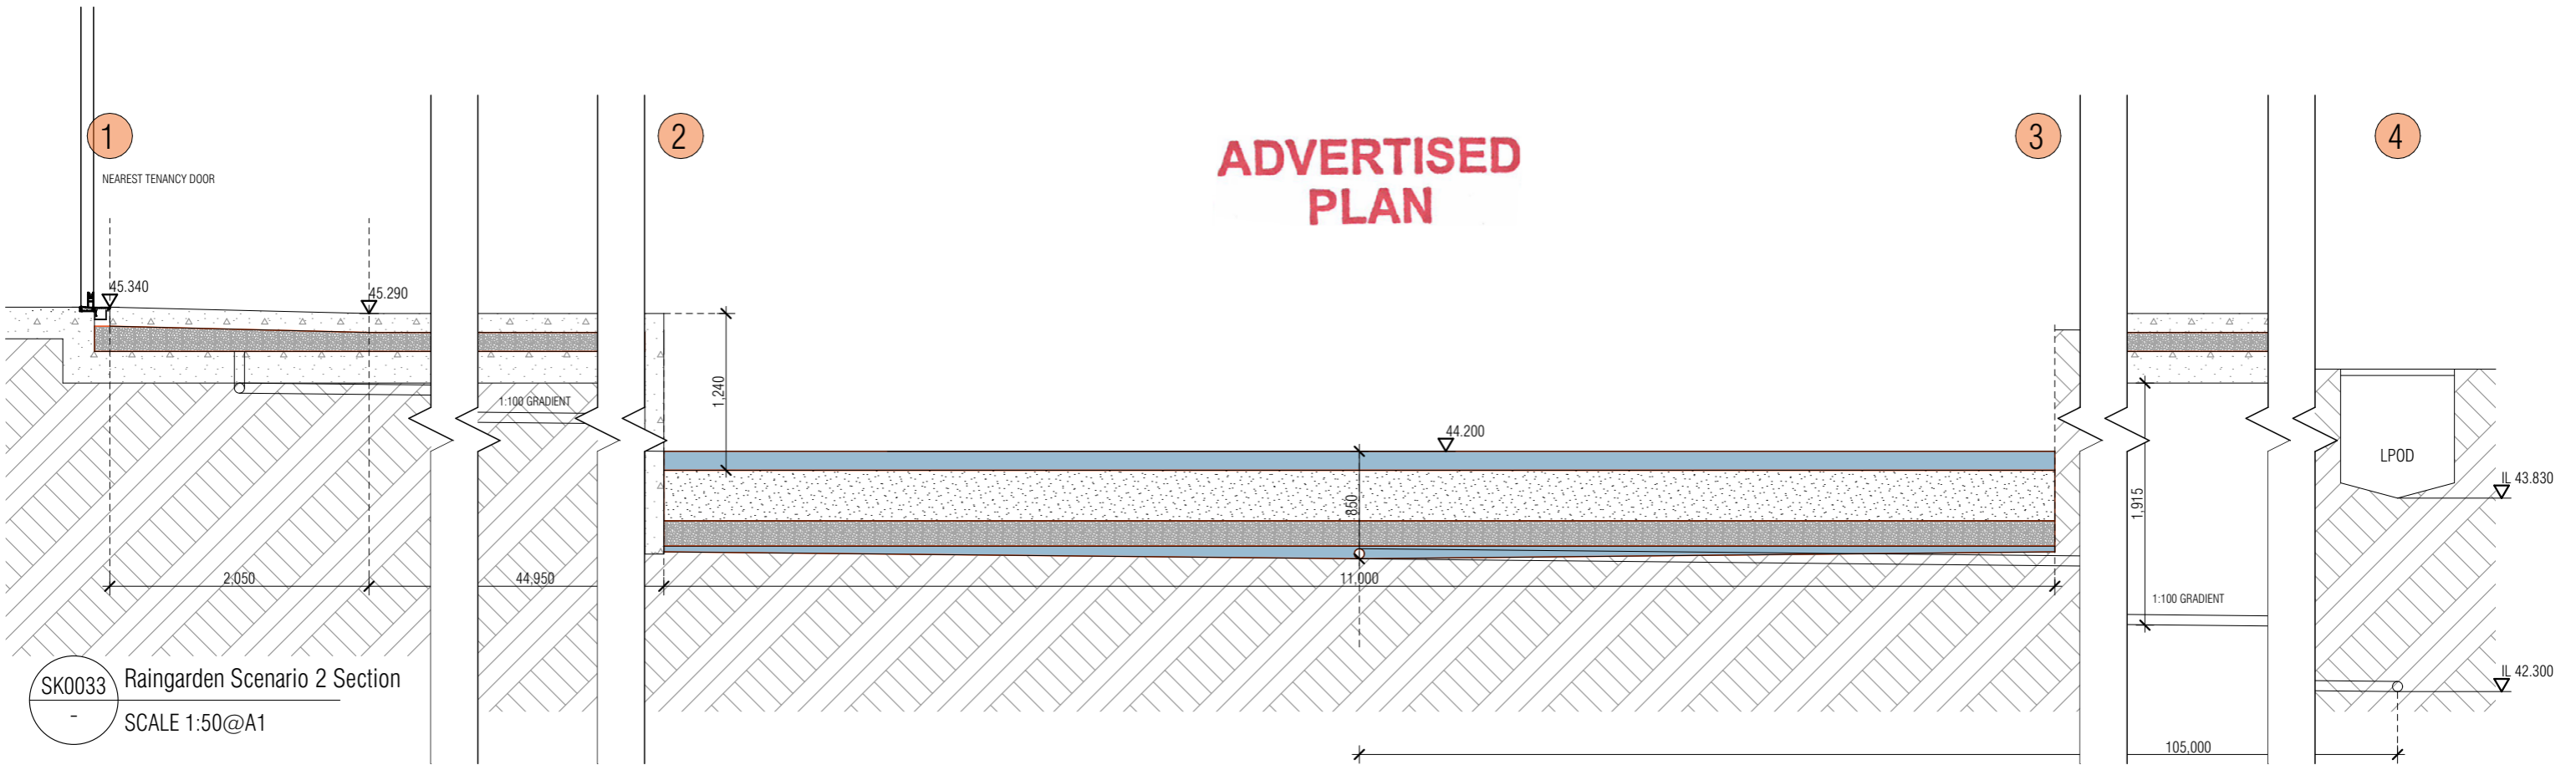 1
2
3
4
ADVERTISED
PLAN
NEAREST TENANCY DOOR
45.340
45.290
1,240
1:100 GRADIENT
44.200
850
1,915
LPOD
IL 43.830
2,050
44,950
11,000
1:100 GRADIENT
IL 42.300
SK0033
-
Raingarden Scenario 2 Section
SCALE 1:50@A1
105,000